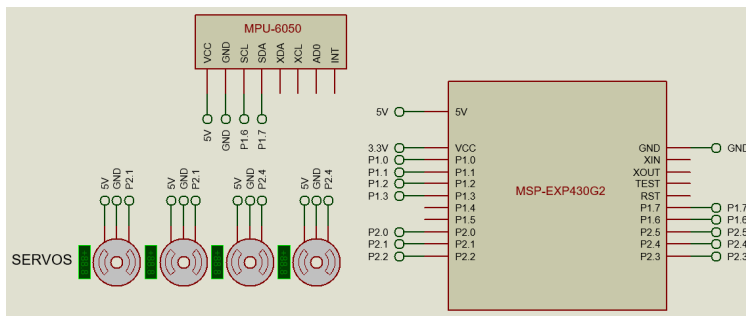 MPU-6050
VCC GND SCL SDA XDA XCL AD0 INT
5V GND P1.6 P1.7
5V GND P2.1 5V GND P2.1 5V GND P2.4 5V GND P2.4
SERVOS
MSP-EXP430G2
5V 5V
3.3V VCC GND GND
P1.0 P1.0 XIN
P1.1 P1.1 XOUT
P1.2 P1.2 TEST
P1.3 P1.3 RST
P1.4 P1.7 P1.7
P1.5 P1.6 P1.6
P2.0 P2.0 P2.5 P2.5
P2.1 P2.1 P2.4 P2.4
P2.2 P2.2 P2.3 P2.3